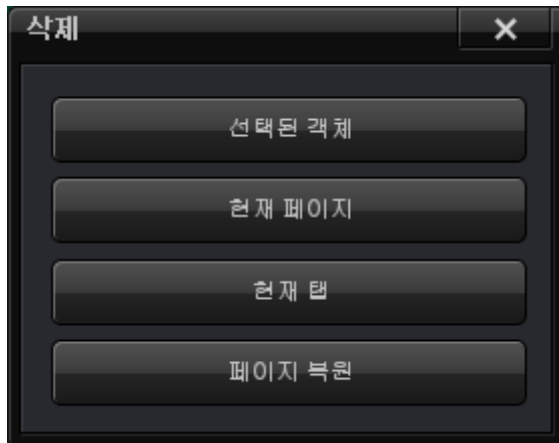 삭제
선택된 객체
현재 페이지
현재 탭
페이지 복원